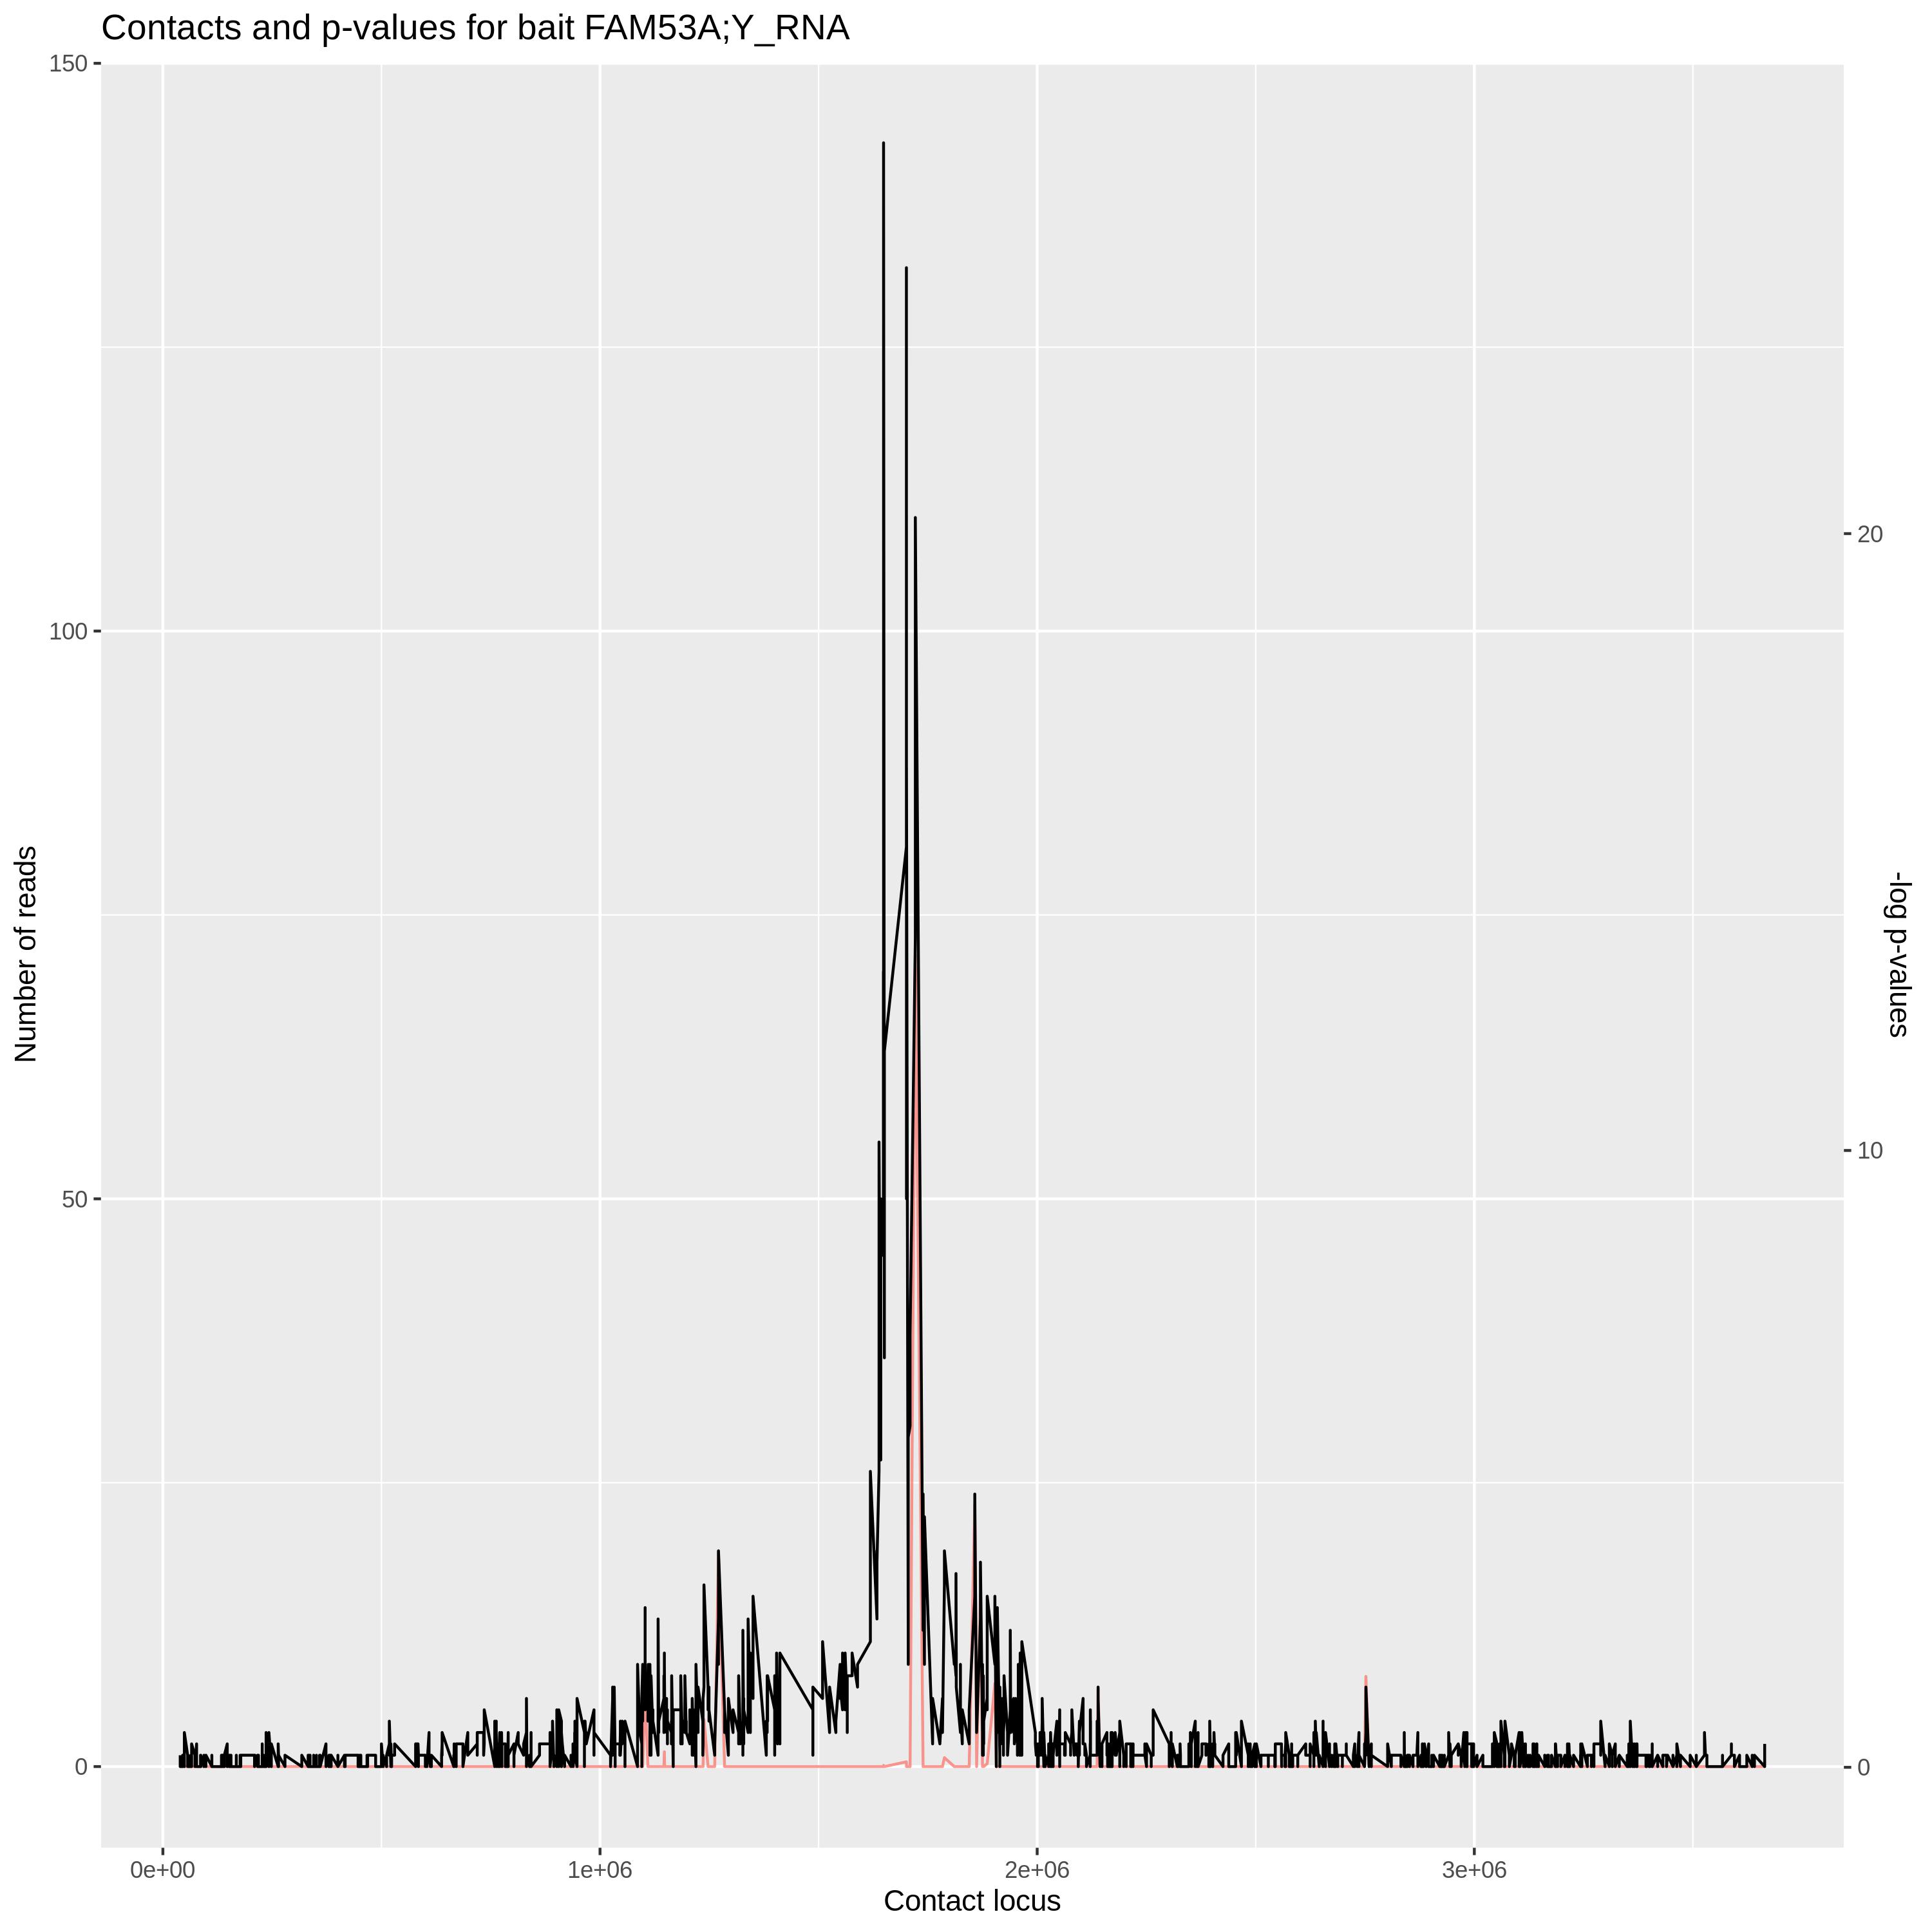 Contacts and p-values for bait FAM53A;Y_RNA
150
100
50
0
Number of reads
20
10
0
-log p-values
0e+00
1e+06
2e+06
3e+06
Contact locus